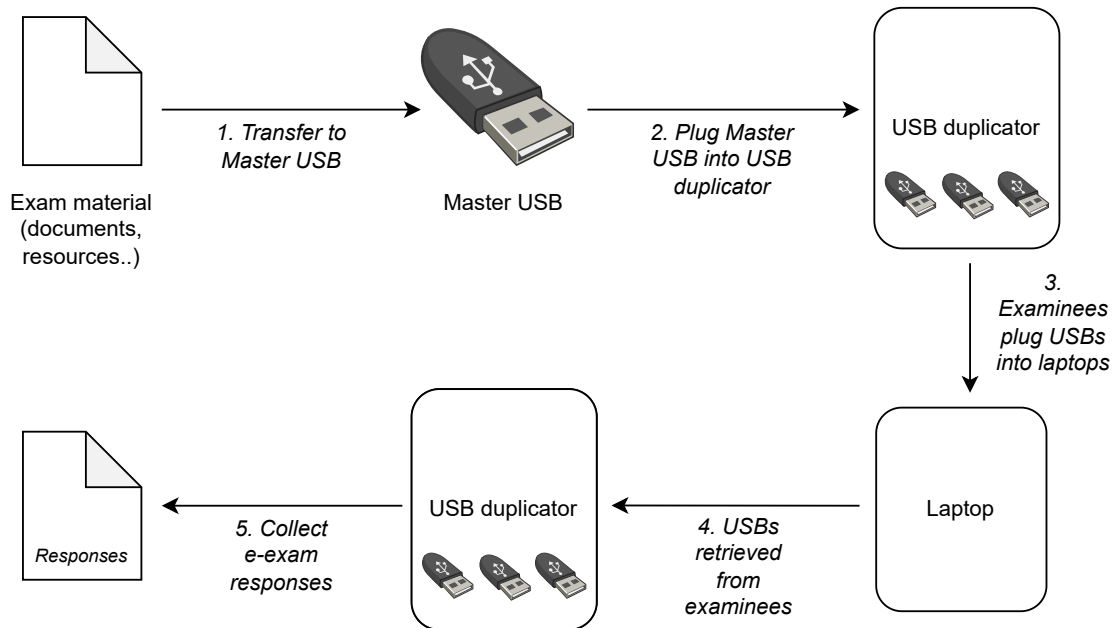 1. Transfer to
Master USB
2. Plug Master
USB into USB
duplicator
USB duplicator
Exam material
(documents,
resources..)
Master USB
3.
Examinees
plug USBs
into laptops
Laptop
4. USBs
retrieved
from
examinees
USB duplicator
5. Collect
e-exam
responses
Responses